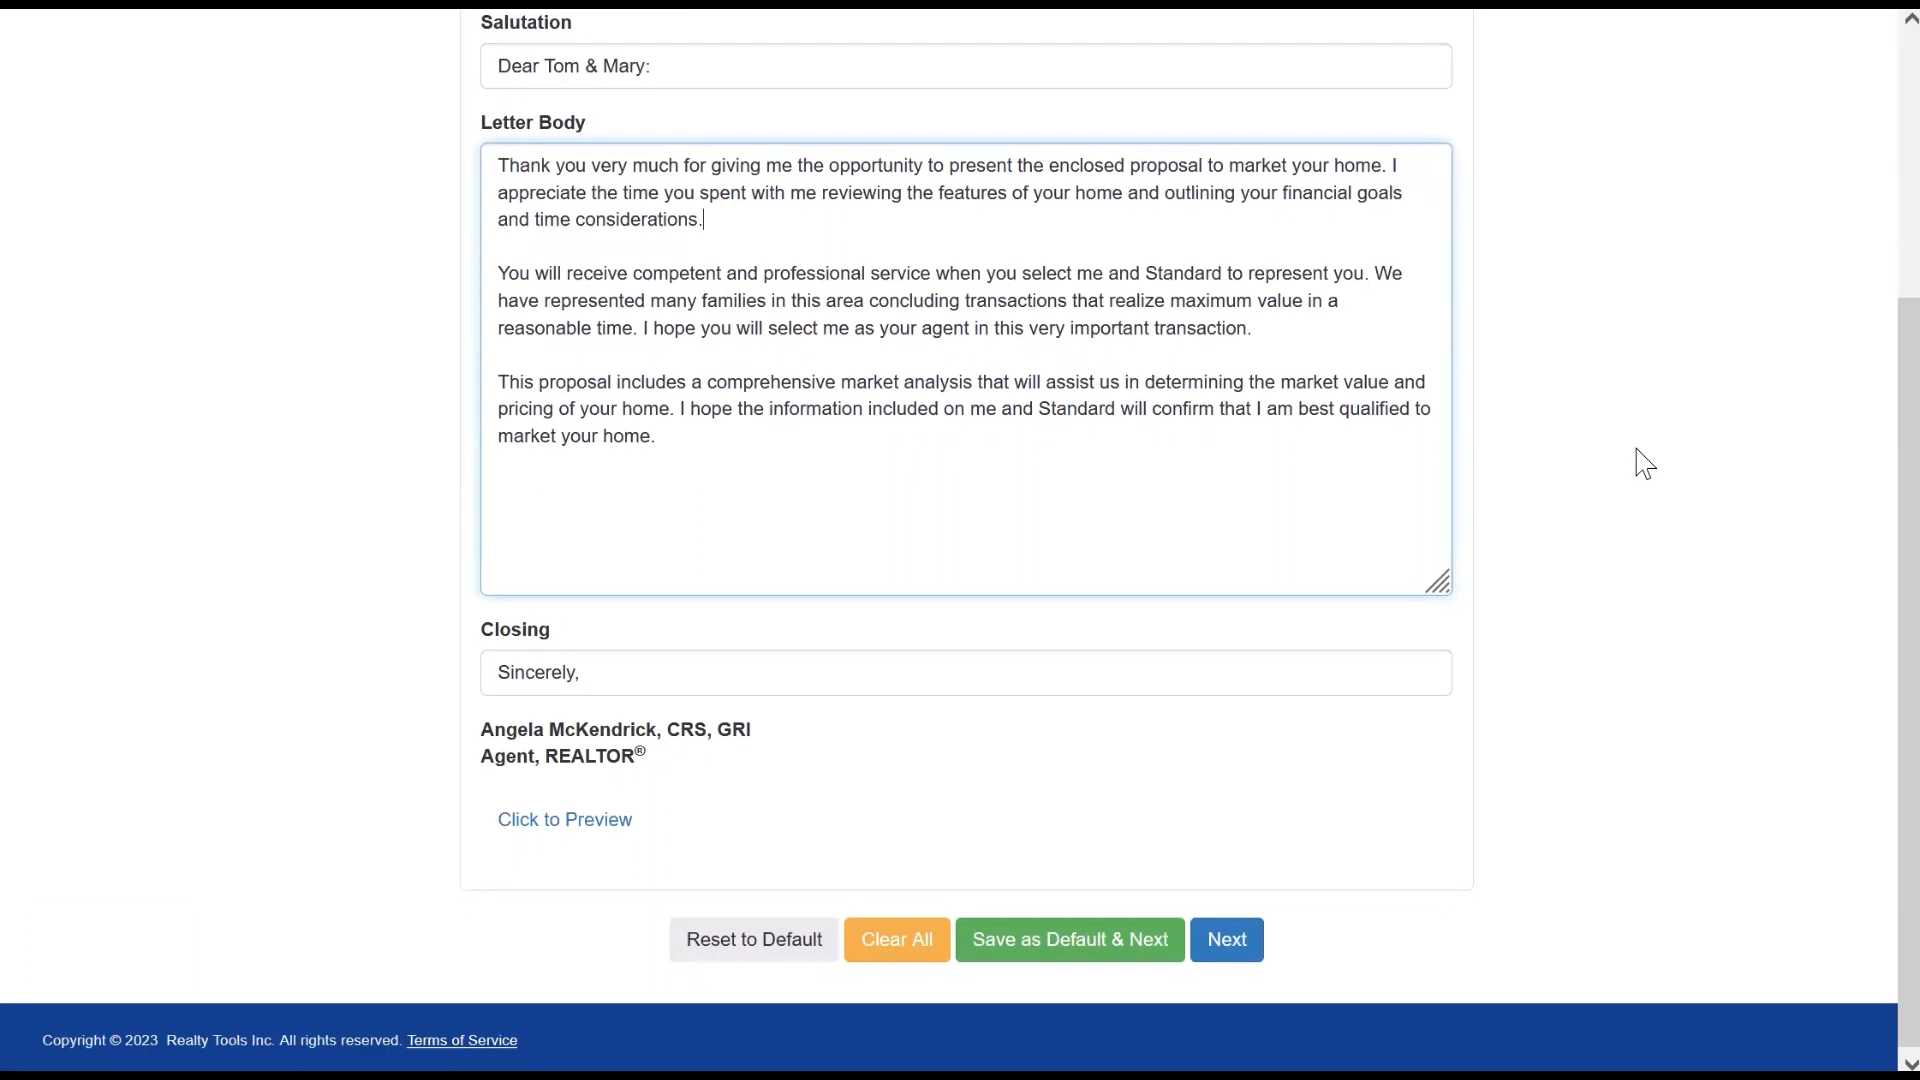 Salutation
Dear Tom & Mary:
Letter Body
Thank you very much for giving me the opportunity to present the enclosed proposal to market your home. I
appreciate the time you spent with me reviewing the features of your home and outlining your financial goals
and time considerations.
You will receive competent and professional service when you select me and Standard to represent you. We
have represented many families in this area concluding transactions that realize maximum value in a
reasonable time. I hope you will select me as your agent in this very important transaction.
This proposal includes a comprehensive market analysis that will assist us in determining the market value and
pricing of your home. I hope the information included on me and Standard will confirm that I am best qualified to
market your home.
Closing
Sincerely,
Angela McKendrick, CRS, GRI
Agent, REALTOR®
Click to Preview
Reset to Default Clear All Save as Default & Next Next
Copyright © 2023 Realty Tools Inc. All rights reserved. Terms of Service